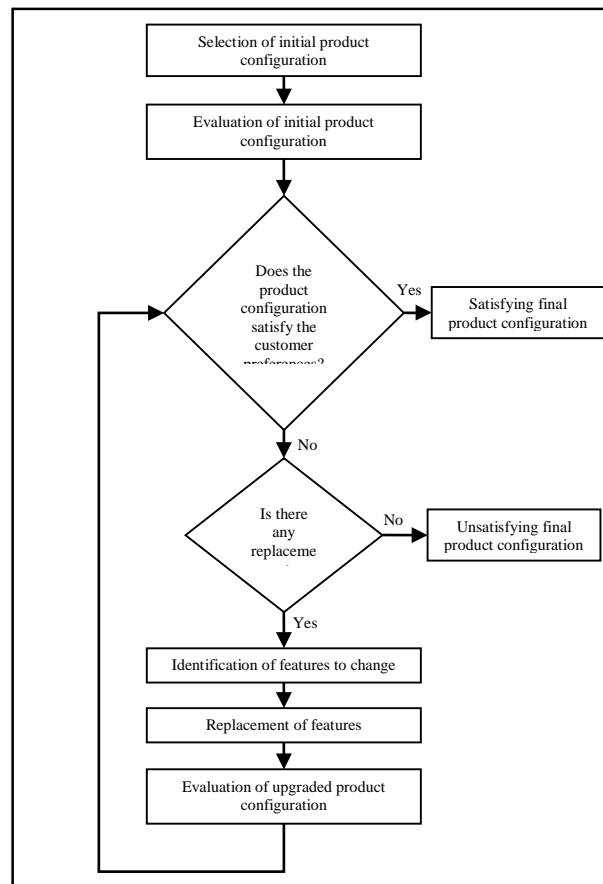 Selection of initial product
configuration
Evaluation of initial product
configuration
Does the
product
configuration
satisfy the
customer
preferences?
Yes
Satisfying final
product configuration
No
Is there
any
replaceme
No
Unsatisfying final
product configuration
Yes
Identification of features to change
Replacement of features
Evaluation of upgraded product
configuration